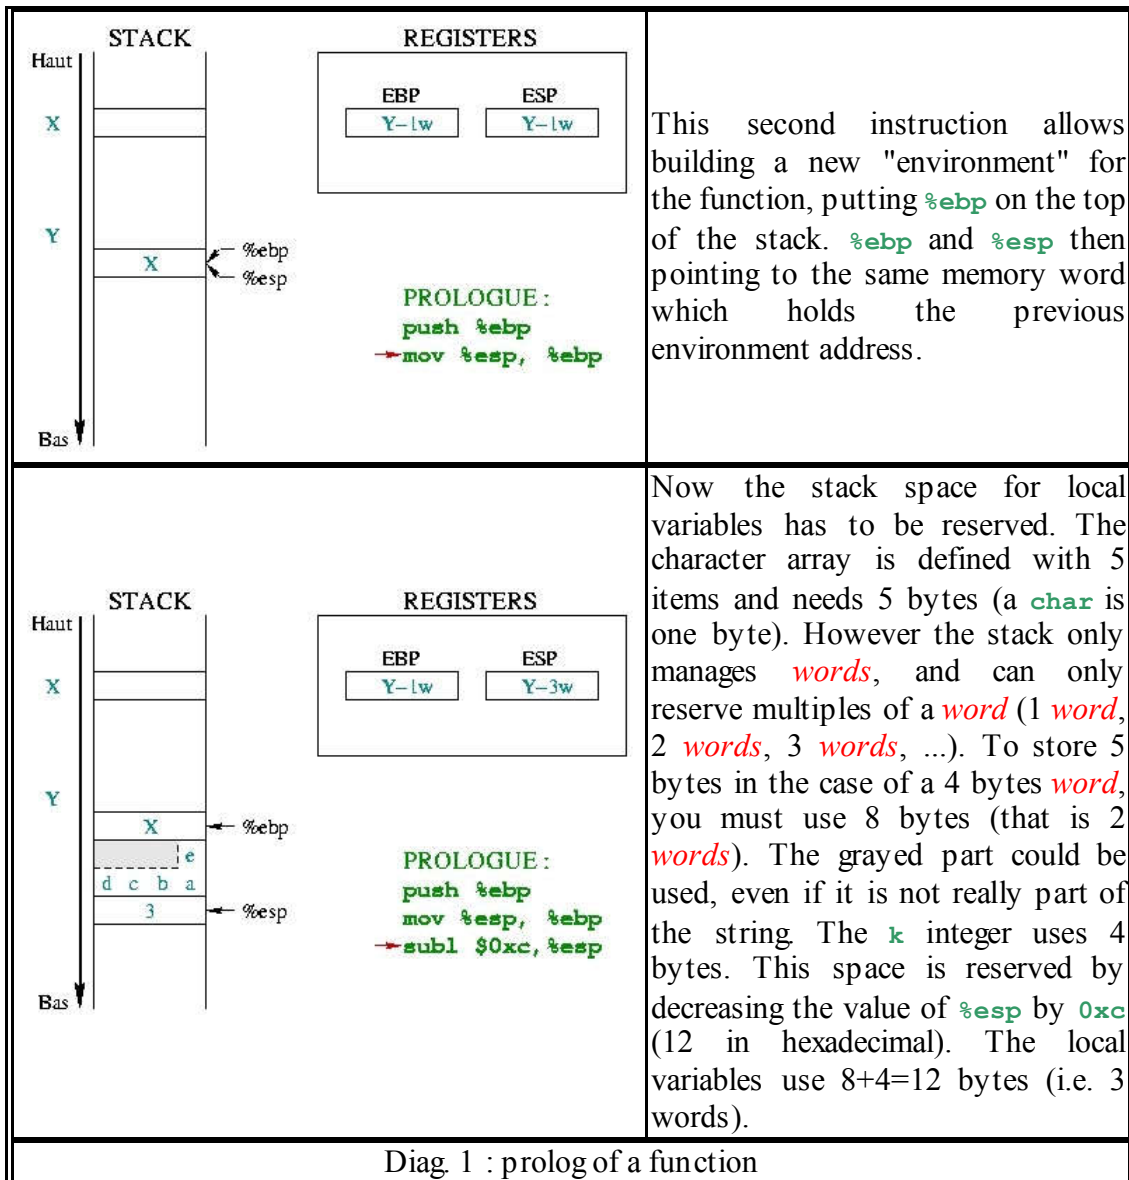 STACK
REGISTERS
Haut
EBP ESP
X
Y-1w Y-1w
Y
%ebp
X
%esp
PROLOGUE :
push %ebp
mov %esp, %ebp
Bas
This second instruction allows
building a new "environment" for
the function, putting %ebp on the top
of the stack. %ebp and %esp then
pointing to the same memory word
which holds the previous
environment address.
STACK
REGISTERS
Haut
EBP ESP
X
Y-1w Y-3w
Y
X
%ebp
e
d c b a
3
%esp
PROLOGUE :
push %ebp
mov %esp, %ebp
subl $0xc,%esp
Bas
Now the stack space for local
variables has to be reserved. The
character array is defined with 5
items and needs 5 bytes (a char is
one byte). However the stack only
manages words, and can only
reserve multiples of a word (1 word,
2 words, 3 words, ...). To store 5
bytes in the case of a 4 bytes word,
you must use 8 bytes (that is 2
words). The grayed part could be
used, even if it is not really part of
the string. The k integer uses 4
bytes. This space is reserved by
decreasing the value of %esp by 0xc
(12 in hexadecimal). The local
variables use 8+4=12 bytes (i.e. 3
words).
Diag. 1 : prolog of a function